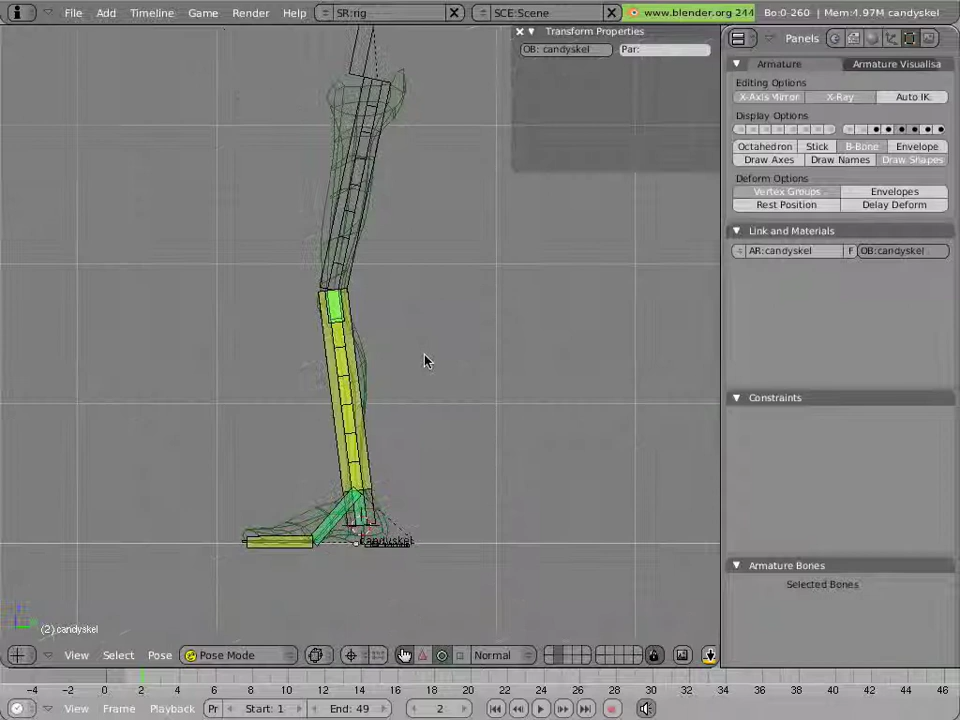 File Add Timeline Game Render Help SR:rig SCE:Scene www.blender.org 244 Bo:0-260 | Mem:4.97M candyskel
Transform Properties
OB: candyskel Par:
Panels
Armature Armature Visualisa
Editing Options
X-Axis Mirror X-Ray Auto IK
Display Options
Octahedron Stick B-Bone Envelope
Draw Axes Draw Names Draw Shapes
Deform Options
Vertex Groups Envelopes
Rest Position Delay Deform
Link and Materials
AR:candyskel F OB:candyskel
Constraints
Armature Bones
Selected Bones
candyskel
(2) candyskel
View Select Pose Pose Mode Normal
-4 -2 0 2 4 6 8 10 12 14 16 18 20 22 24 26 28 30 32 34 36 38 40 42 44 46
View Frame Playback Pr Start: 1 End: 49 2